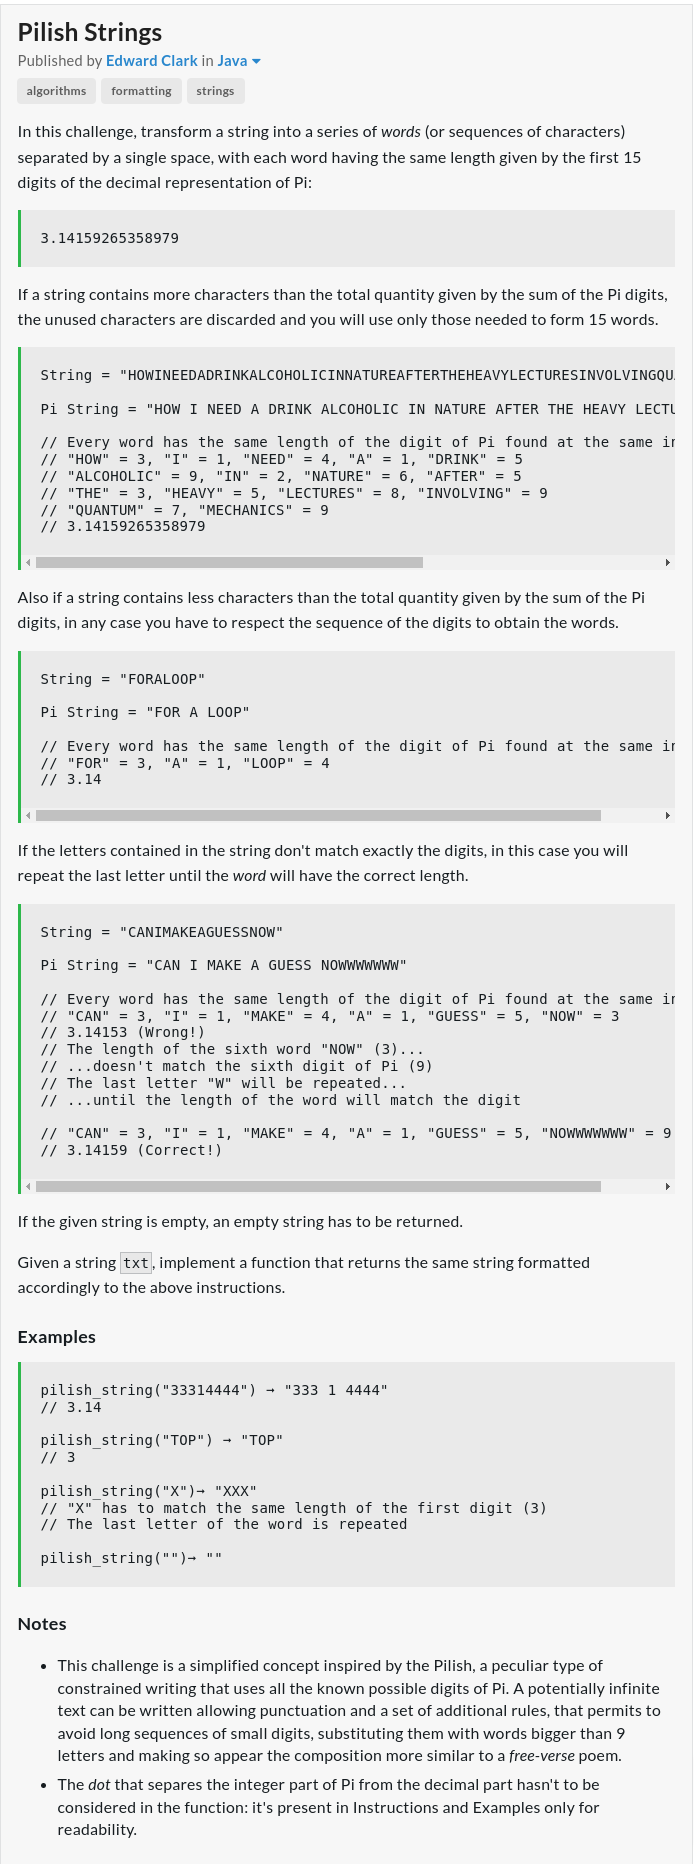 Pilish Strings
Published by Edward Clark in Java
algorithms formatting strings
In this challenge, transform a string into a series of words (or sequences of characters)
separated by a single space, with each word having the same length given by the first 15
digits of the decimal representation of Pi:
3.14159265358979
If a string contains more characters than the total quantity given by the sum of the Pi digits,
the unused characters are discarded and you will use only those needed to form 15 words.
String = "HOWINEEDADRINKALCOHOLICINNATUREAFTERTHEHEAVYLECTURESINVOLVINGQU
Pi String = "HOW I NEED A DRINK ALCOHOLIC IN NATURE AFTER THE HEAVY LECTU
// Every word has the same length of the digit of Pi found at the same in
// "HOW" = 3, "I" = 1, "NEED" = 4, "A" = 1, "DRINK" = 5
// "ALCOHOLIC" = 9, "IN" = 2, "NATURE" = 6, "AFTER" = 5
// "THE" = 3, "HEAVY" = 5, "LECTURES" = 8, "INVOLVING" = 9
// "QUANTUM" = 7, "MECHANICS" = 9
// 3.14159265358979
Also if a string contains less characters than the total quantity given by the sum of the Pi
digits, in any case you have to respect the sequence of the digits to obtain the words.
String = "FORALOOP"
Pi String = "FOR A LOOP"
// Every word has the same length of the digit of Pi found at the same in
// "FOR" = 3, "A" = 1, "LOOP" = 4
// 3.14
If the letters contained in the string don't match exactly the digits, in this case you will
repeat the last letter until the word will have the correct length.
String = "CANIMAKEAGUESSNOW"
Pi String = "CAN I MAKE A GUESS NOWWWWWWW"
// Every word has the same length of the digit of Pi found at the same in
// "CAN" = 3, "I" = 1, "MAKE" = 4, "A" = 1, "GUESS" = 5, "NOW" = 3
// 3.14153 (Wrong!)
// The length of the sixth word "NOW" (3)...
// ...doesn't match the sixth digit of Pi (9)
// The last letter "W" will be repeated...
// ...until the length of the word will match the digit
// "CAN" = 3, "I" = 1, "MAKE" = 4, "A" = 1, "GUESS" = 5, "NOWWWWWWW" = 9
// 3.14159 (Correct!)
If the given string is empty, an empty string has to be returned.
Given a string txt, implement a function that returns the same string formatted
accordingly to the above instructions.
Examples
pilish_string("33314444") → "333 1 4444"
// 3.14
pilish_string("TOP") → "TOP"
// 3
pilish_string("X")→ "XXX"
// "X" has to match the same length of the first digit (3)
// The last letter of the word is repeated
pilish_string("")→ ""
Notes
• This challenge is a simplified concept inspired by the Pilish, a peculiar type of
constrained writing that uses all the known possible digits of Pi. A potentially infinite
text can be written allowing punctuation and a set of additional rules, that permits to
avoid long sequences of small digits, substituting them with words bigger than 9
letters and making so appear the composition more similar to a free-verse poem.
• The dot that separes the integer part of Pi from the decimal part hasn't to be
considered in the function: it's present in Instructions and Examples only for
readability.